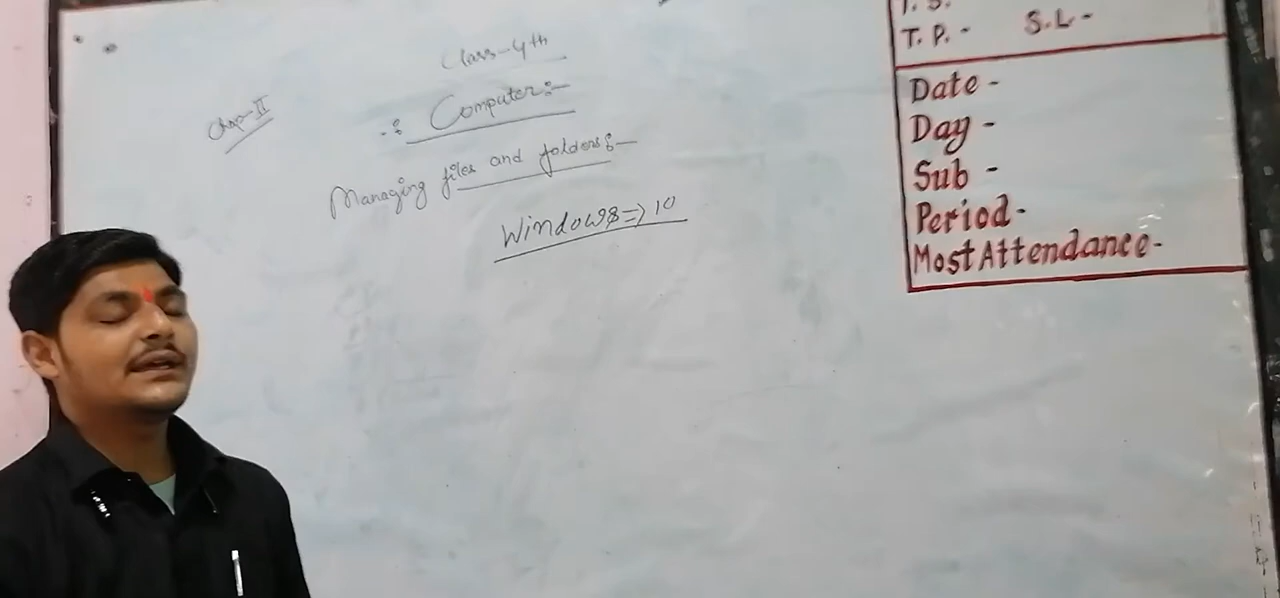 Class-4th
Chap-II
-: Computer:-
Managing files and folders:-
Windows=>10
T. P. - S.L-
Date -
Day -
Sub -
Period-
Most Attendance-